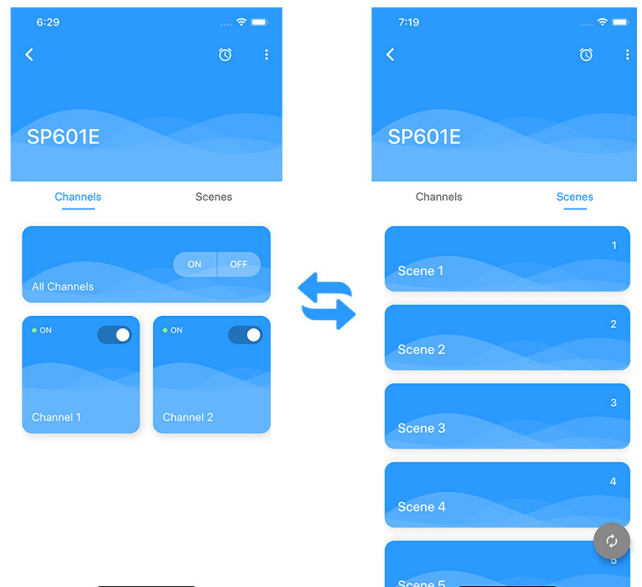 6:29
SP601E
Channels Scenes
ON OFF
All Channels
ON ON
Channel 1 Channel 2
7:19
SP601E
Channels Scenes
1
Scene 1
2
Scene 2
3
Scene 3
4
Scene 4
5
Scene 5